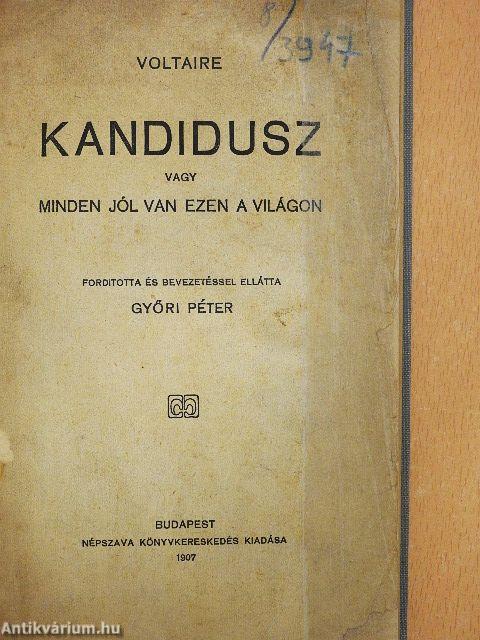 8/3947
VOLTAIRE
KANDIDUSZ
VAGY
MINDEN JÓL VAN EZEN A VILÁGON
FORDITOTTA ÉS BEVEZETÉSSEL ELLÁTTA
GYŐRI PÉTER
BUDAPEST
NÉPSZAVA KÖNYVKERESKEDÉS KIADÁSA
1907
Antikvárium.hu